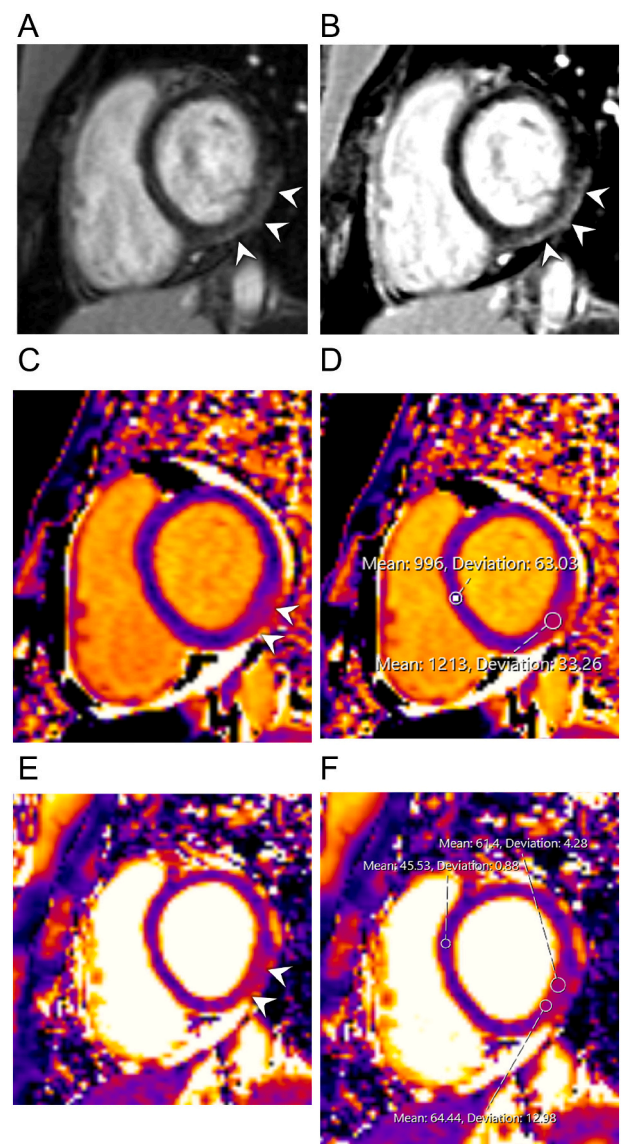 A
B
C
D
Mean: 996, Deviation: 63.03
Mean: 1213, Deviation: 33.26
E
F
Mean: 61.4, Deviation: 4.28
Mean: 45.53, Deviation: 0.88
Mean: 64.44, Deviation: 12.98